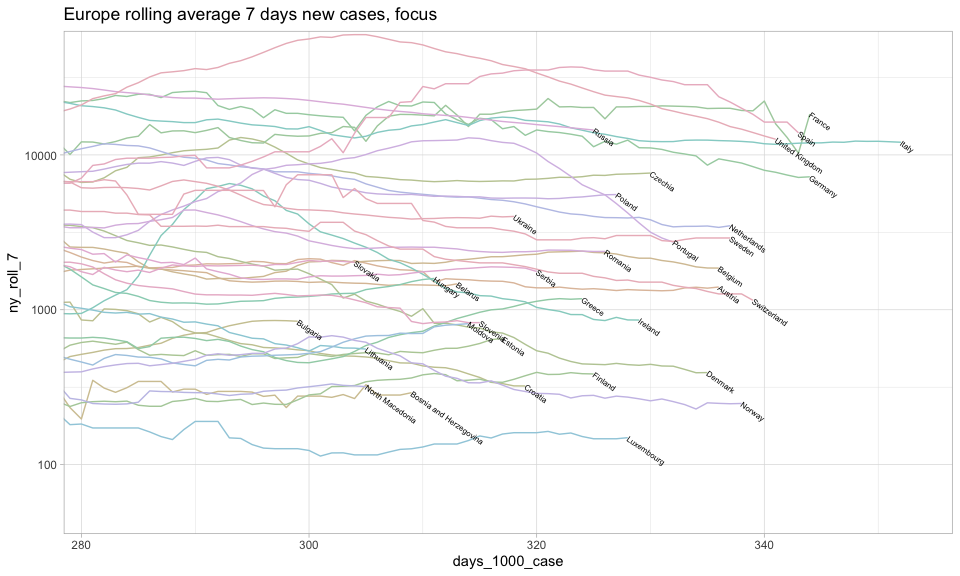 Europe rolling average 7 days new cases, focus
ny_roll_7
10000
1000
100
France
Spain
Italy
Russia
United Kingdom
Germany
Czechia
Poland
Ukraine
Netherlands
Sweden
Portugal
Romania
Belgium
Slovakia
Serbia
Hungary
Belarus
Austria
Switzerland
Greece
Ireland
Bulgaria
Slovenia
Moldova
Estonia
Lithuania
Finland
Denmark
Croatia
North Macedonia
Bosnia and Herzegovina
Norway
Luxembourg
280
300
320
340
days_1000_case